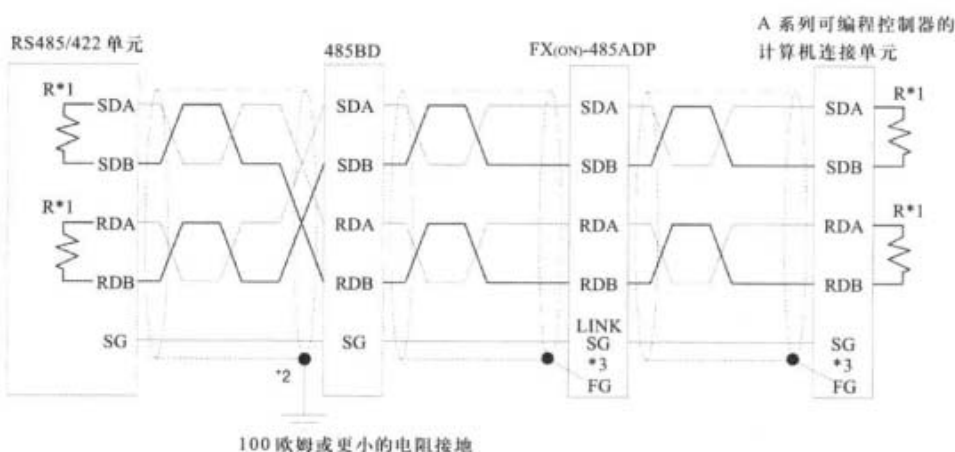 A 系列可编程控制器的
计算机连接单元
RS485/422 单元
485BD
FX(ON)-485ADP
R*1
SDA
SDB
R*1
RDA
RDB
SG
*2
SDA
SDB
RDA
RDB
SG
SDA
SDB
RDA
RDB
LINK
SG
*3
FG
SDA
R*1
SDB
RDA
R*1
RDB
SG
*3
FG
100 欧姆或更小的电阻接地